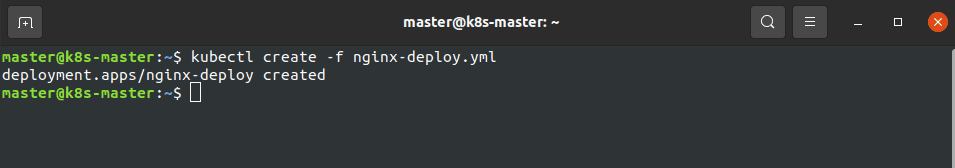 master@k8s-master: ~
master@k8s-master:~$ kubectl create -f nginx-deploy.yml
deployment.apps/nginx-deploy created
master@k8s-master:~$